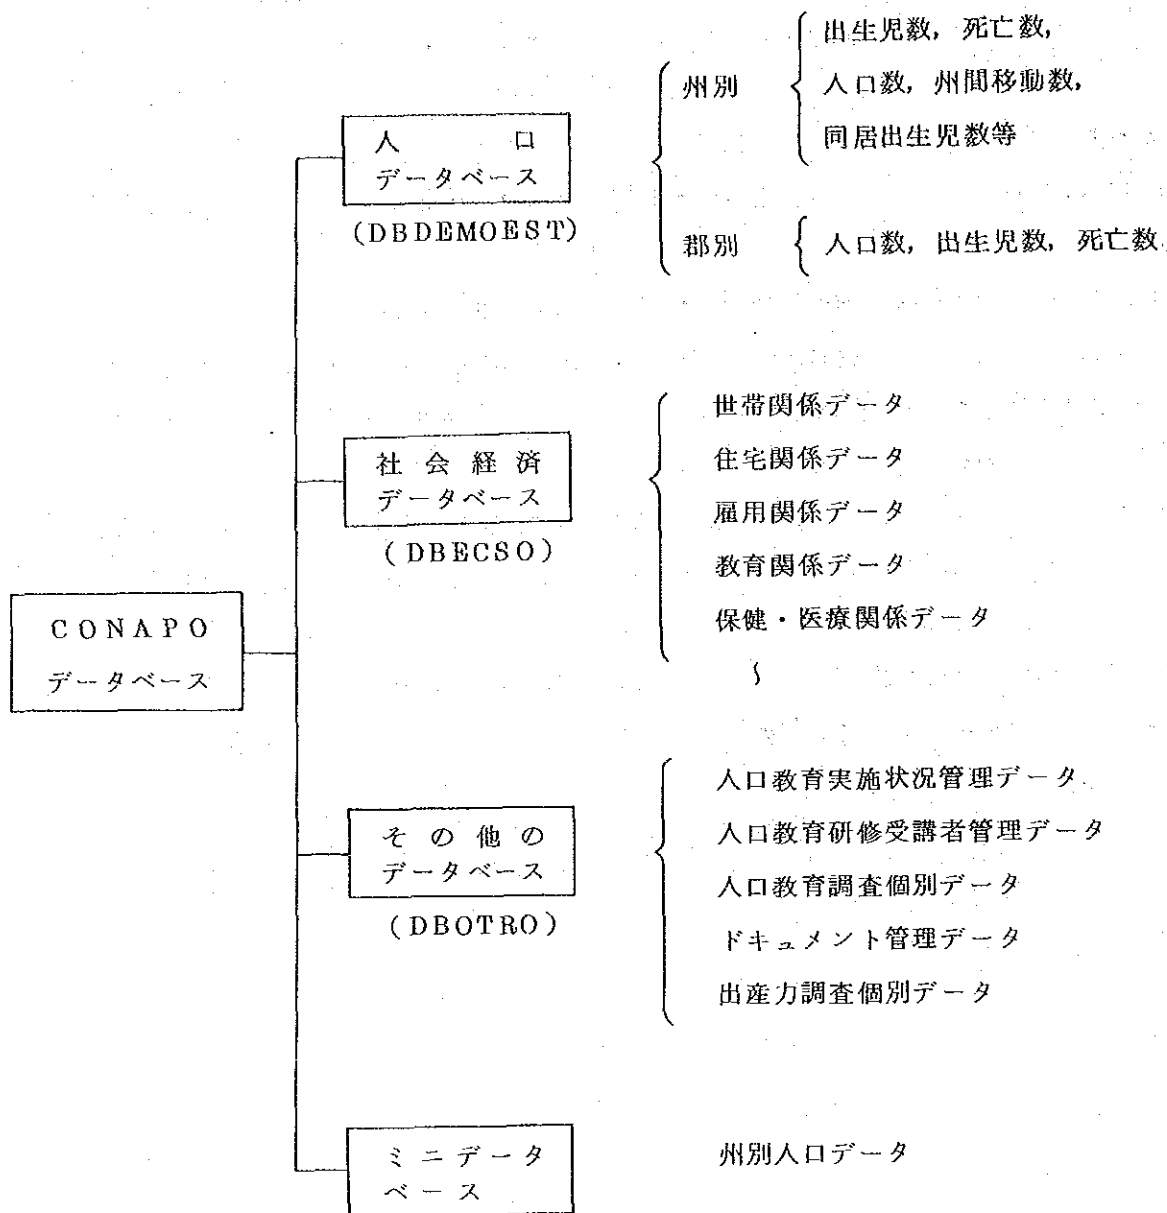 出生児数, 死亡数,
州別
人口数, 州間移動数,
同居出生児数等
人口
データベース
(DBDEMOEST)
郡別
人口数, 出生児数, 死亡数
世帯関係データ
住宅関係データ
雇用関係データ
教育関係データ
保健・医療関係データ
〜
社会経済
データベース
(DBECSO)
CONAPO
データベース
人口教育実施状況管理データ
人口教育研修受講者管理データ
人口教育調査個別データ
ドキュメント管理データ
出産力調査個別データ
その他の
データベース
(DBOTRO)
ミニデータ
ベース
州別人口データ